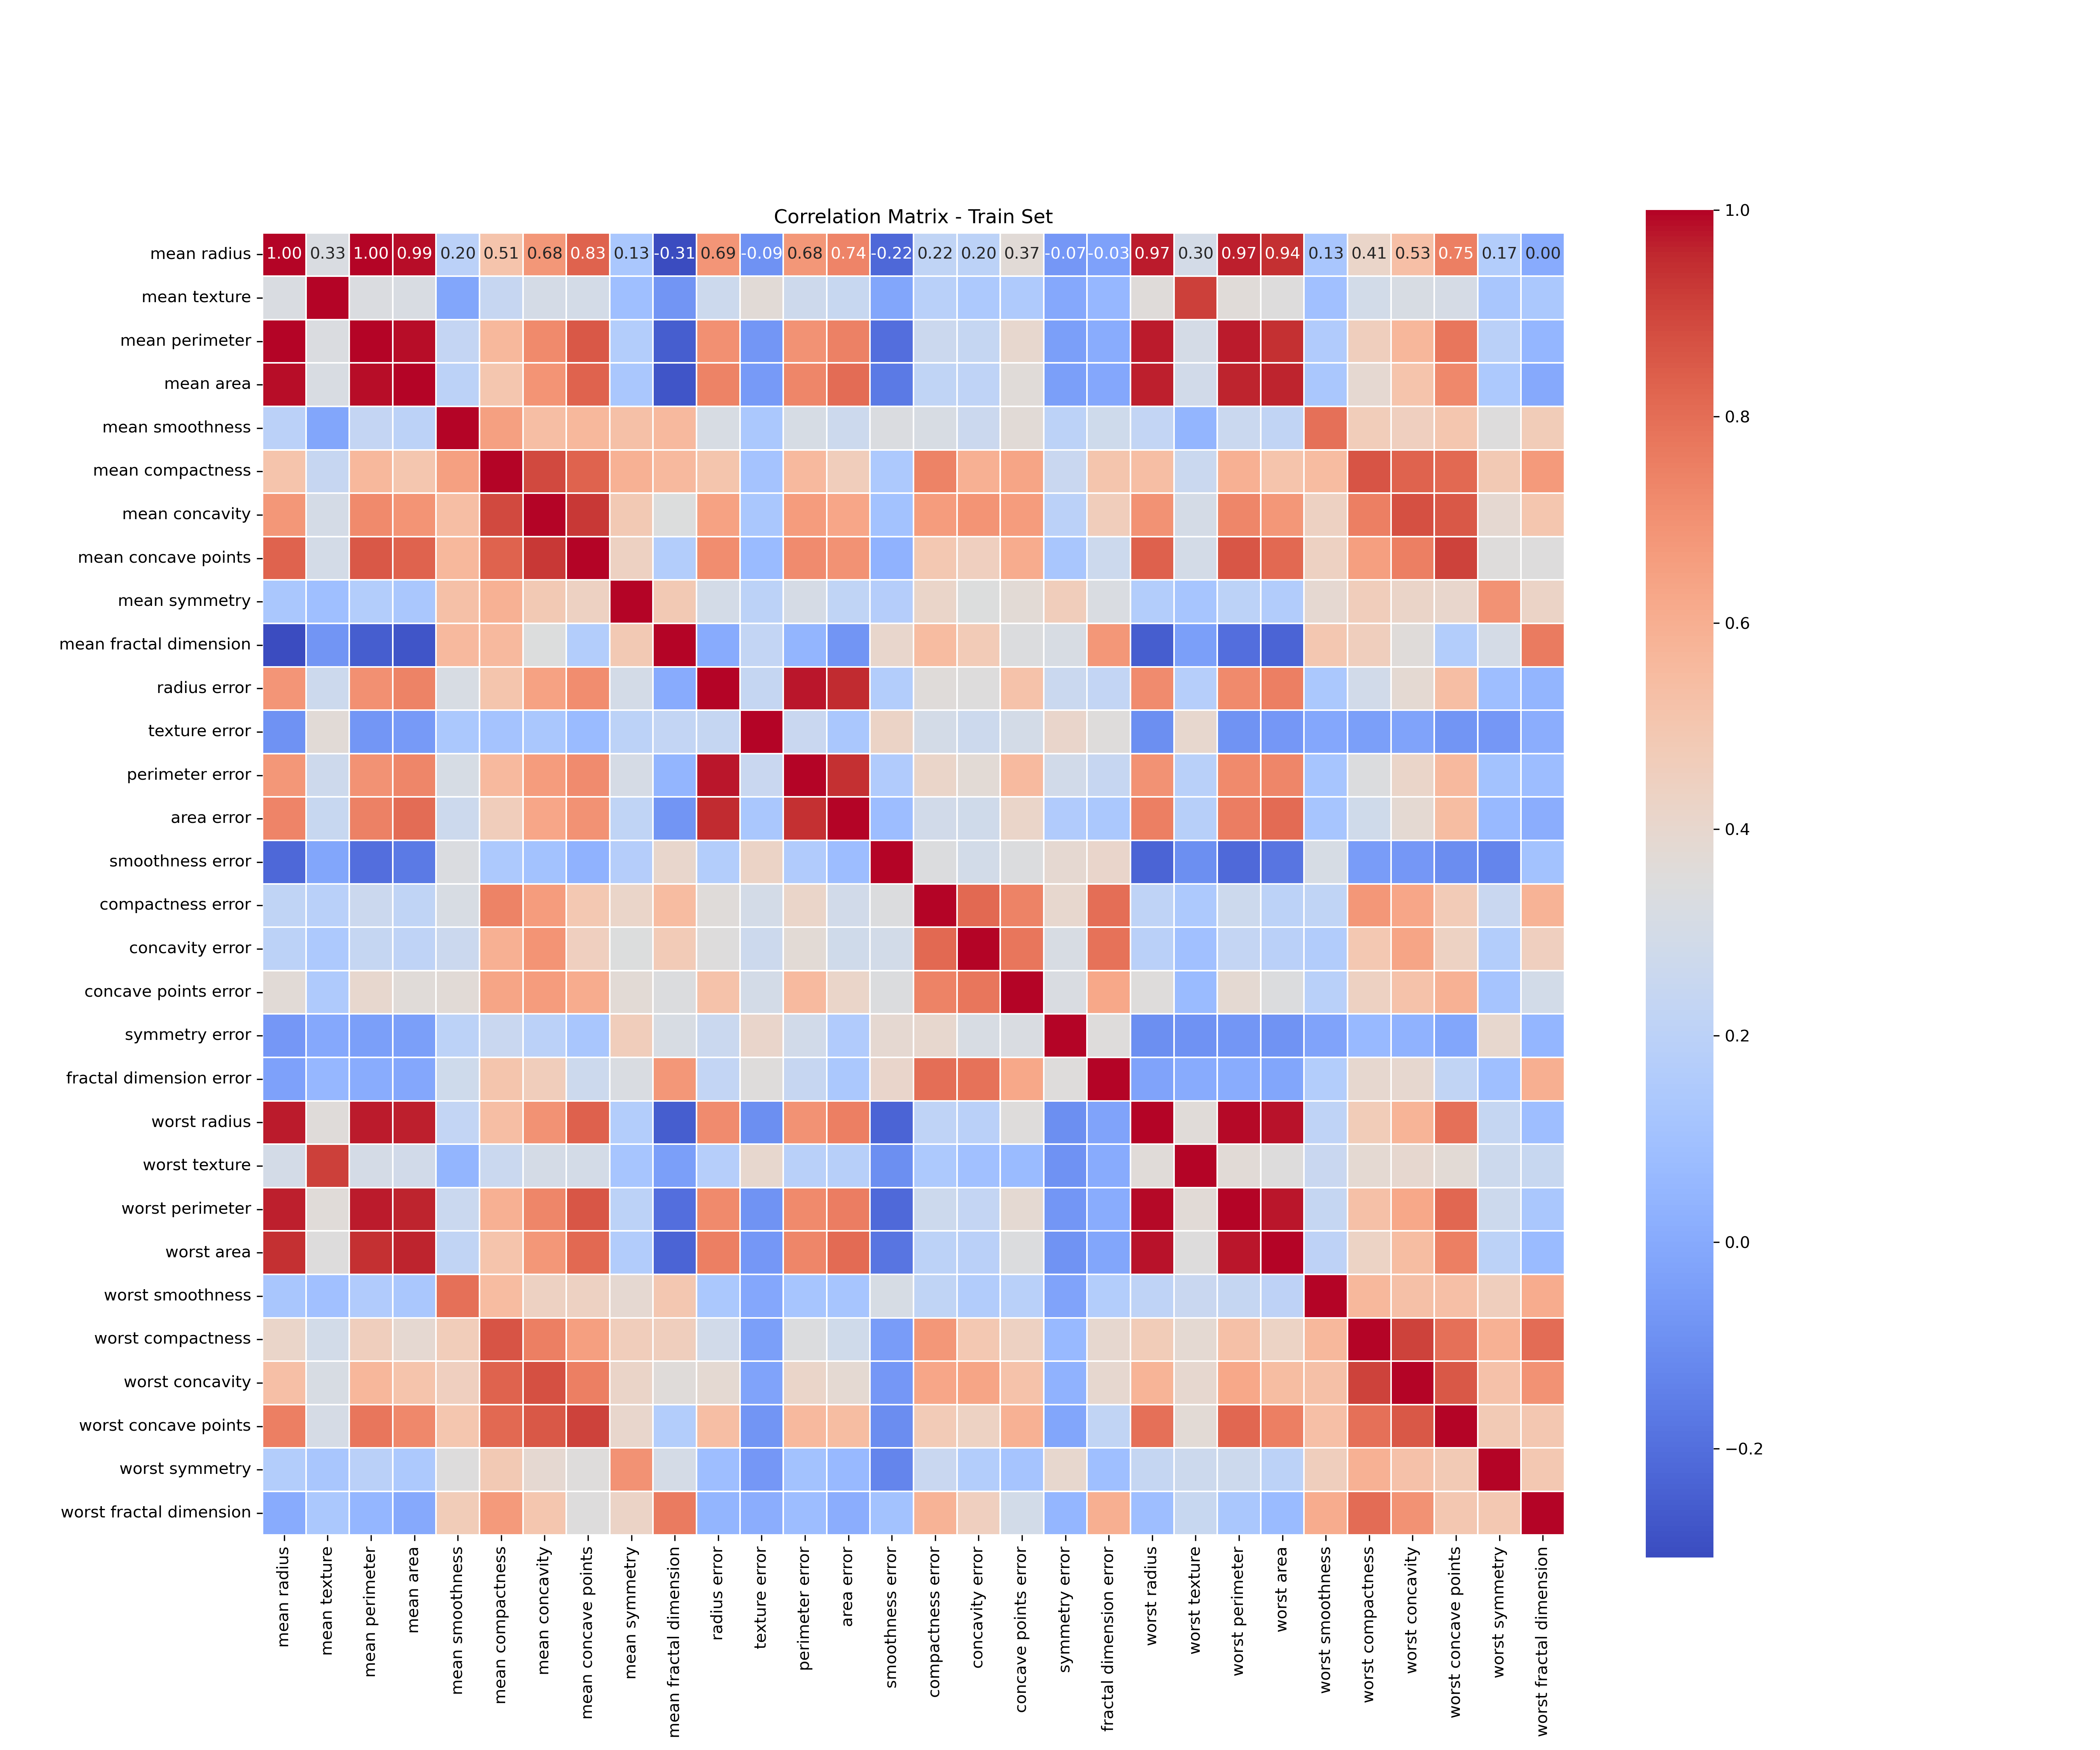 Correlation Matrix - Train Set
mean radius 1.00 0.33 1.00 0.99 0.20 0.51 0.68 0.83 0.13 -0.31 0.69 -0.09 0.68 0.74 -0.22 0.22 0.20 0.37 -0.07 -0.03 0.97 0.30 0.97 0.94 0.13 0.41 0.53 0.75 0.17 0.00
mean texture
mean perimeter
mean area
mean smoothness
mean compactness
mean concavity
mean concave points
mean symmetry
mean fractal dimension
radius error
texture error
perimeter error
area error
smoothness error
compactness error
concavity error
concave points error
symmetry error
fractal dimension error
worst radius
worst texture
worst perimeter
worst area
worst smoothness
worst compactness
worst concavity
worst concave points
worst symmetry
worst fractal dimension
mean radius
mean texture
mean perimeter
mean area
mean smoothness
mean compactness
mean concavity
mean concave points
mean symmetry
mean fractal dimension
radius error
texture error
perimeter error
area error
smoothness error
compactness error
concavity error
concave points error
symmetry error
fractal dimension error
worst radius
worst texture
worst perimeter
worst area
worst smoothness
worst compactness
worst concavity
worst concave points
worst symmetry
worst fractal dimension
1.0
0.8
0.6
0.4
0.2
0.0
−0.2